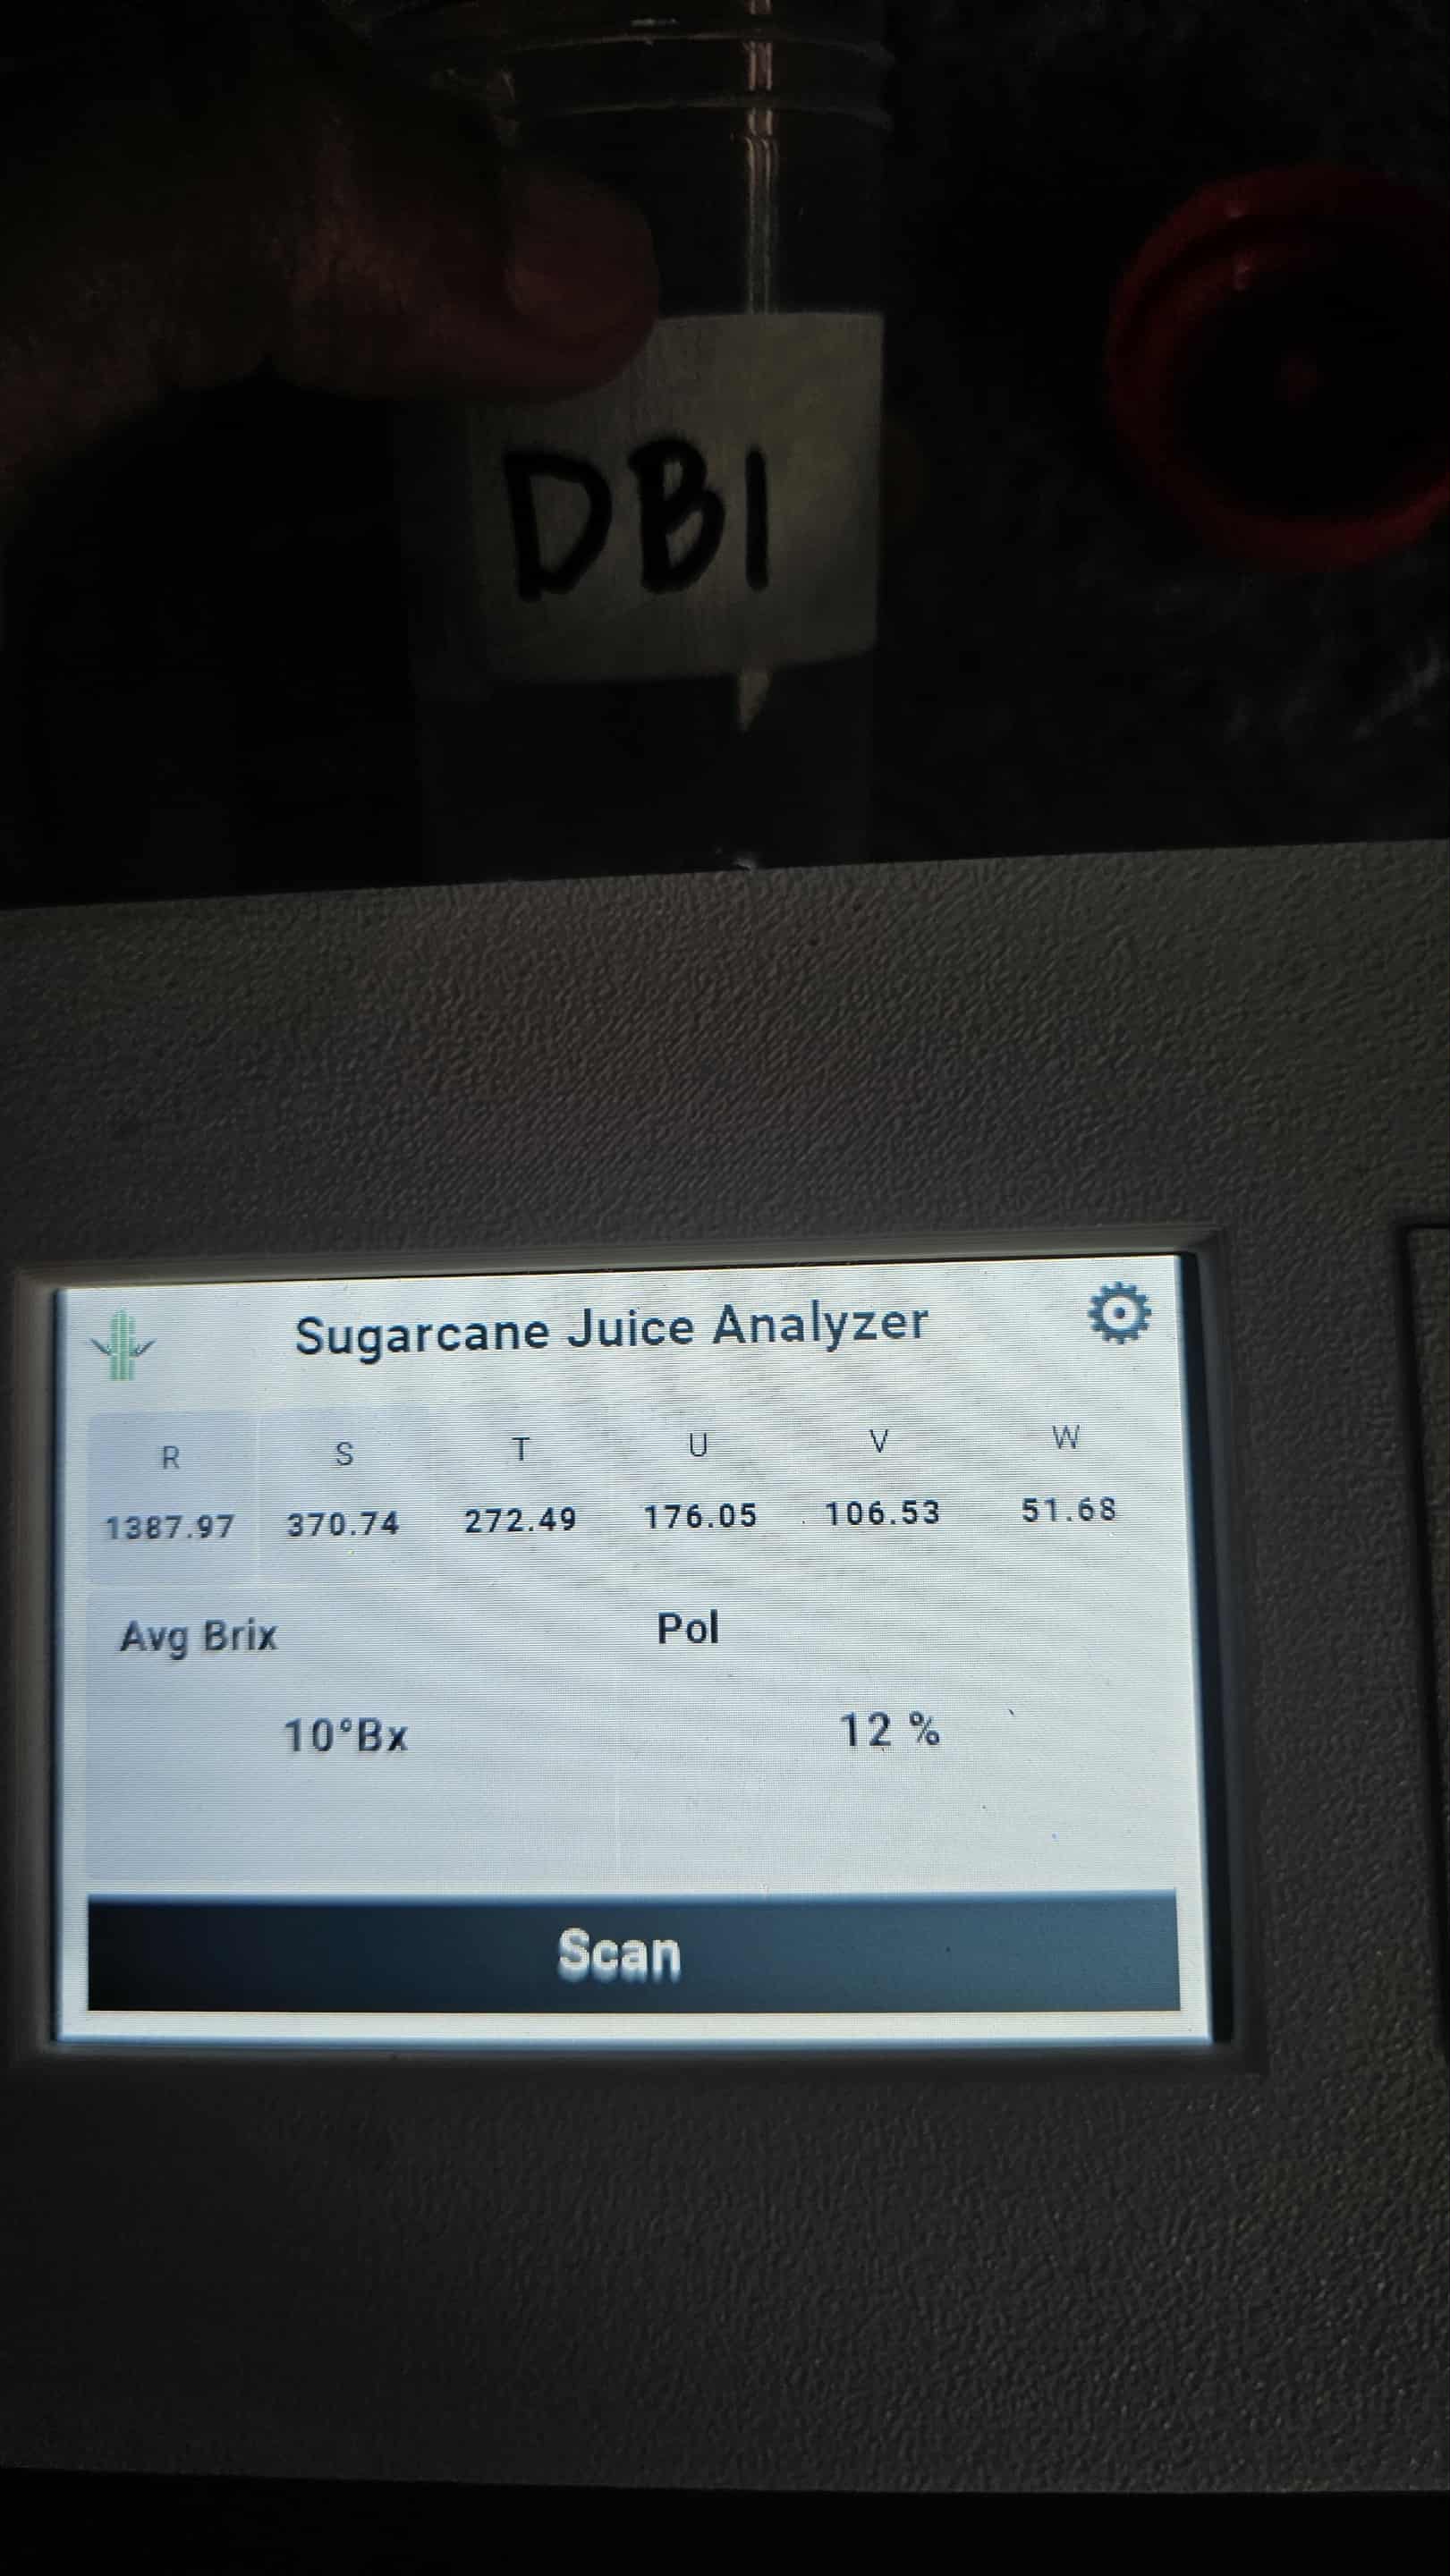 DB1
Sugarcane Juice Analyzer
R S T U V W
1387.97 370.74 272.49 176.05 106.53 51.68
Avg Brix Pol
10°Bx 12 %
Scan